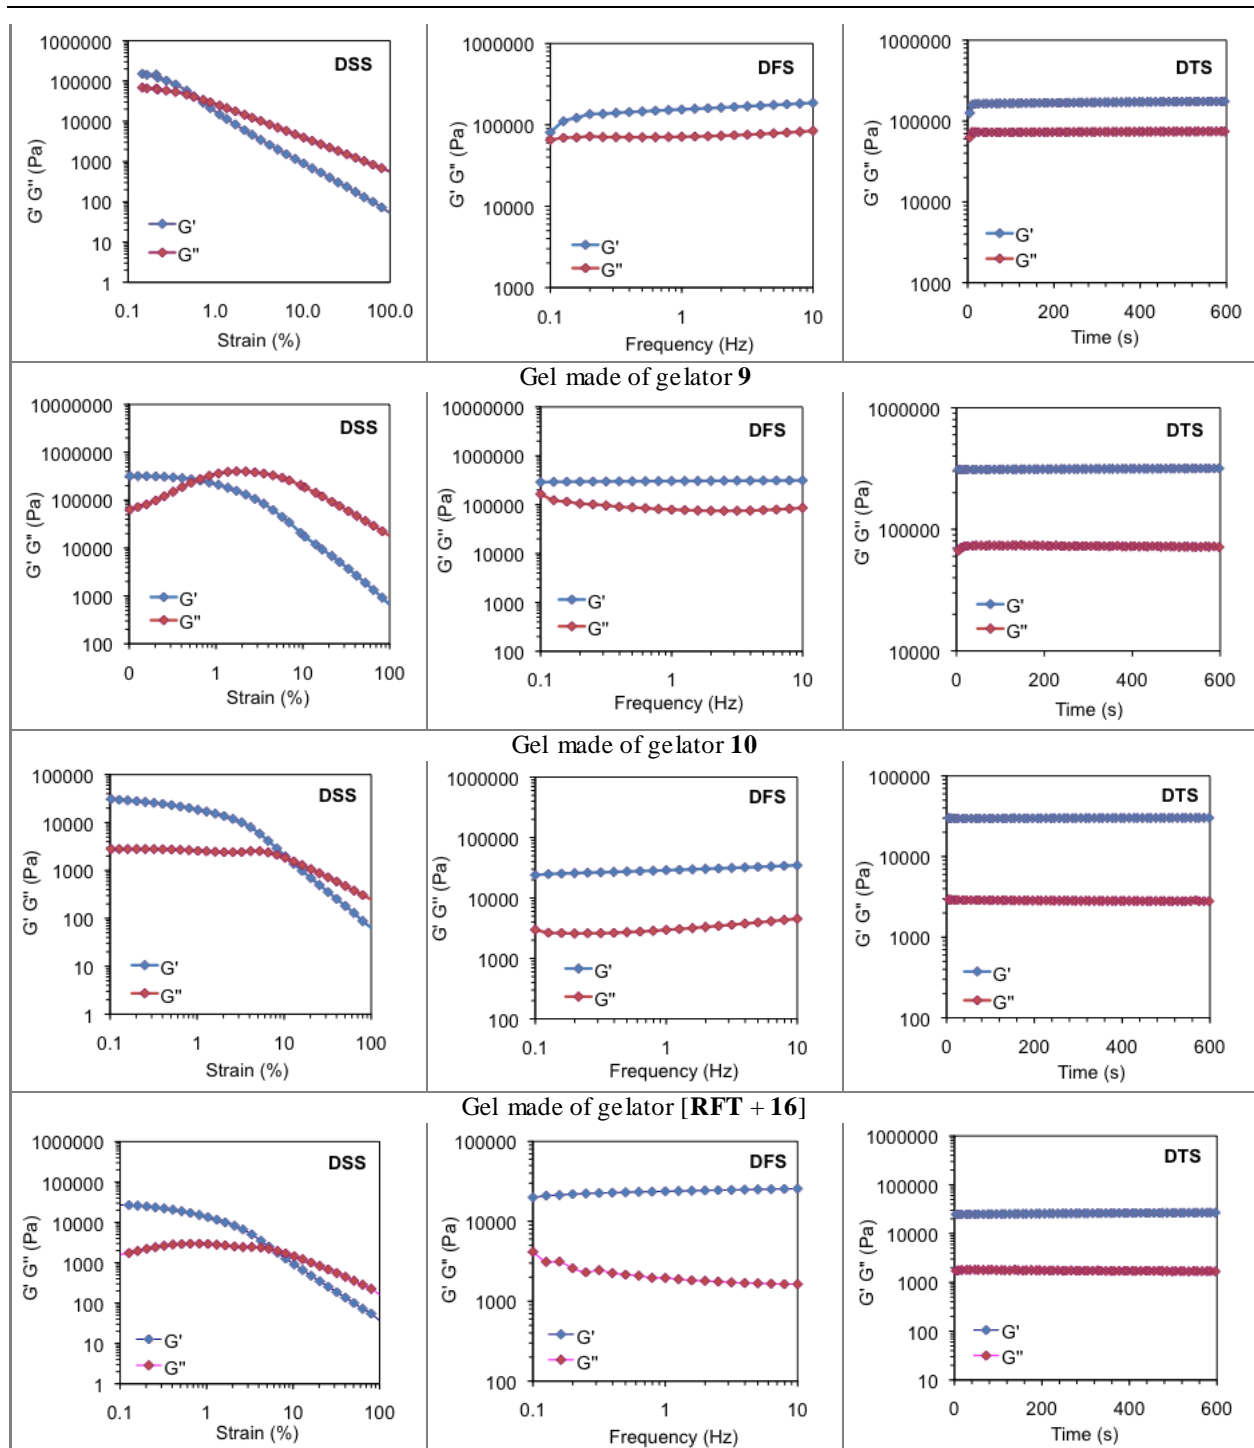 1000000
100000
10000
1000
100
10
1
G' G'' (Pa)
DSS
G'
G''
0.1 1.0 10.0 100.0
Strain (%)
1000000
100000
10000
1000
G' G'' (Pa)
DFS
G'
G''
0.1 1 10
Frequency (Hz)
1000000
100000
10000
1000
G' G'' (Pa)
DTS
G'
G''
0 200 400 600
Time (s)
Gel made of gelator 9
10000000
1000000
100000
10000
1000
100
G' G'' (Pa)
DSS
G'
G''
0 1 10 100
Strain (%)
10000000
1000000
100000
10000
1000
100
G' G'' (Pa)
DFS
G'
G''
0.1 1 10
Frequency (Hz)
1000000
100000
10000
G' G'' (Pa)
DTS
G'
G''
0 200 400 600
Time (s)
Gel made of gelator 10
100000
10000
1000
100
10
1
G' G'' (Pa)
DSS
G'
G''
0.1 1 10 100
Strain (%)
1000000
100000
10000
1000
100
G' G'' (Pa)
DFS
G'
G''
0.1 1 10
Frequency (Hz)
100000
10000
1000
100
G' G'' (Pa)
DTS
G'
G''
0 200 400 600
Time (s)
Gel made of gelator [RFT + 16]
1000000
100000
10000
1000
100
10
1
G' G'' (Pa)
DSS
G'
G''
0.1 1 10 100
Strain (%)
100000
10000
1000
100
G' G'' (Pa)
DFS
G'
G''
0.1 1 10
Frequency (Hz)
1000000
100000
10000
1000
100
10
G' G'' (Pa)
DTS
G'
G''
0 200 400 600
Time (s)